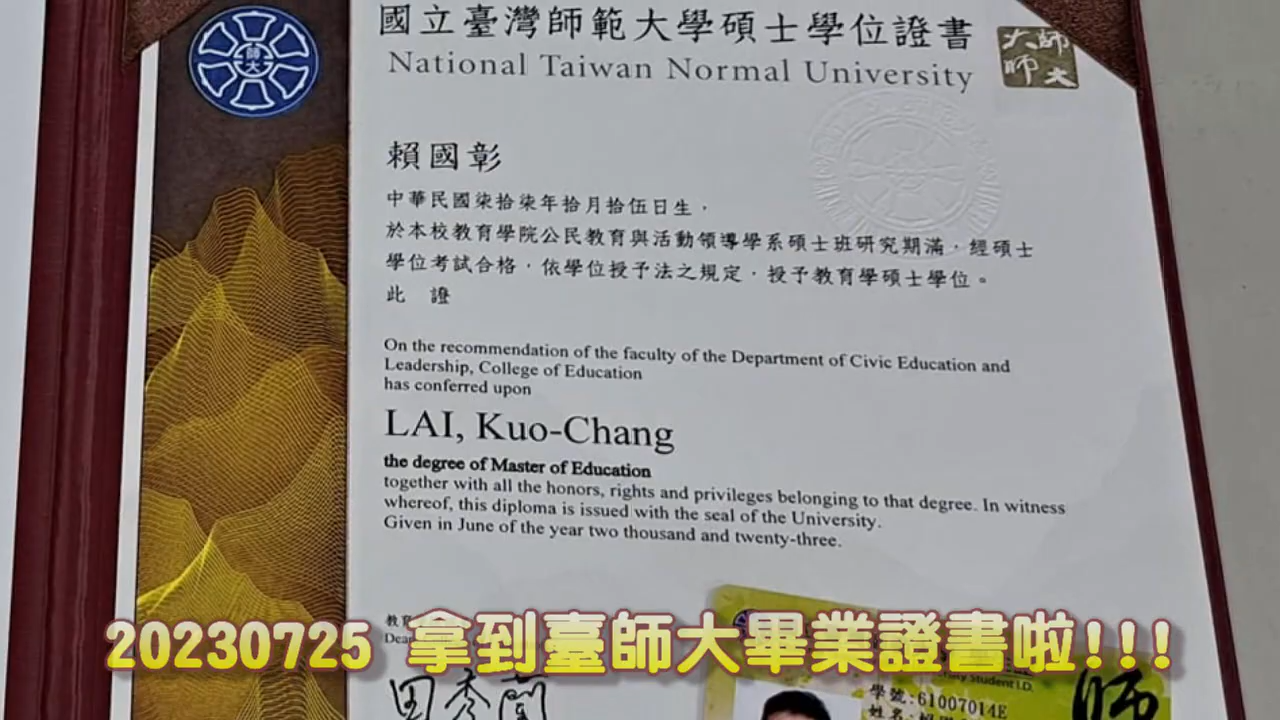 國立臺灣師範大學碩士學位證書
National Taiwan Normal University
師大
大師
師大
賴國彰
中華民國柒拾柒年拾月拾伍日生，
於本校教育學院公民教育與活動領導學系碩士班研究期滿，經碩士
學位考試合格，依學位授予法之規定，授予教育學碩士學位。
此 證
On the recommendation of the faculty of the Department of Civic Education and
Leadership, College of Education
has conferred upon
LAI, Kuo-Chang
the degree of Master of Education
together with all the honors, rights and privileges belonging to that degree. In witness
whereof, this diploma is issued with the seal of the University.
Given in June of the year two thousand and twenty-three.
教育
Dean
20230725 拿到臺師大畢業證書啦!!!
Student I.D.
學號:61007014E
姓名:
師